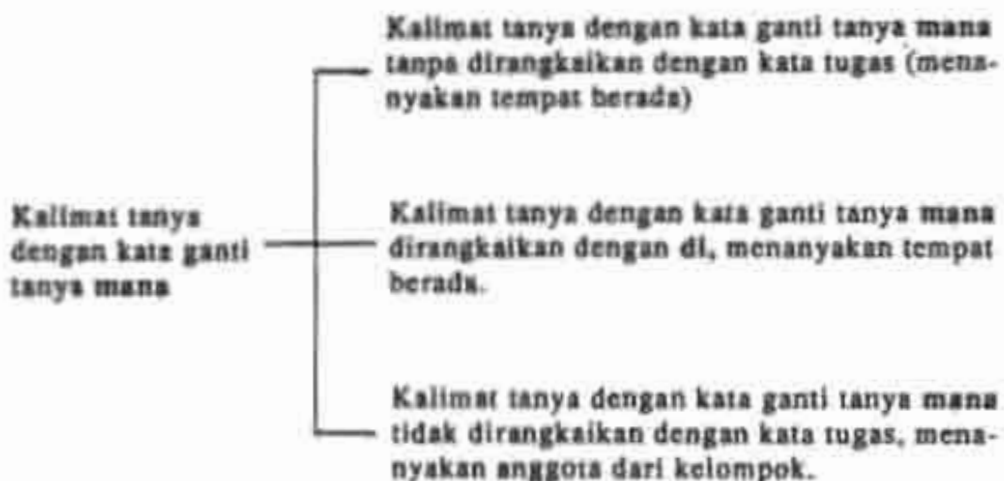 Kalimat tanya dengan kata ganti tanya mana
tanpa dirangkaikan dengan kata tugas (mena-
nyakan tempat berada)
Kalimat tanya
dengan kata ganti
tanya mana
Kalimat tanya dengan kata ganti tanya mana
dirangkaikan dengan di, menanyakan tempat
berada.
Kalimat tanya dengan kata ganti tanya mana
tidak dirangkaikan dengan kata tugas, mena-
nyakan anggota dari kelompok.